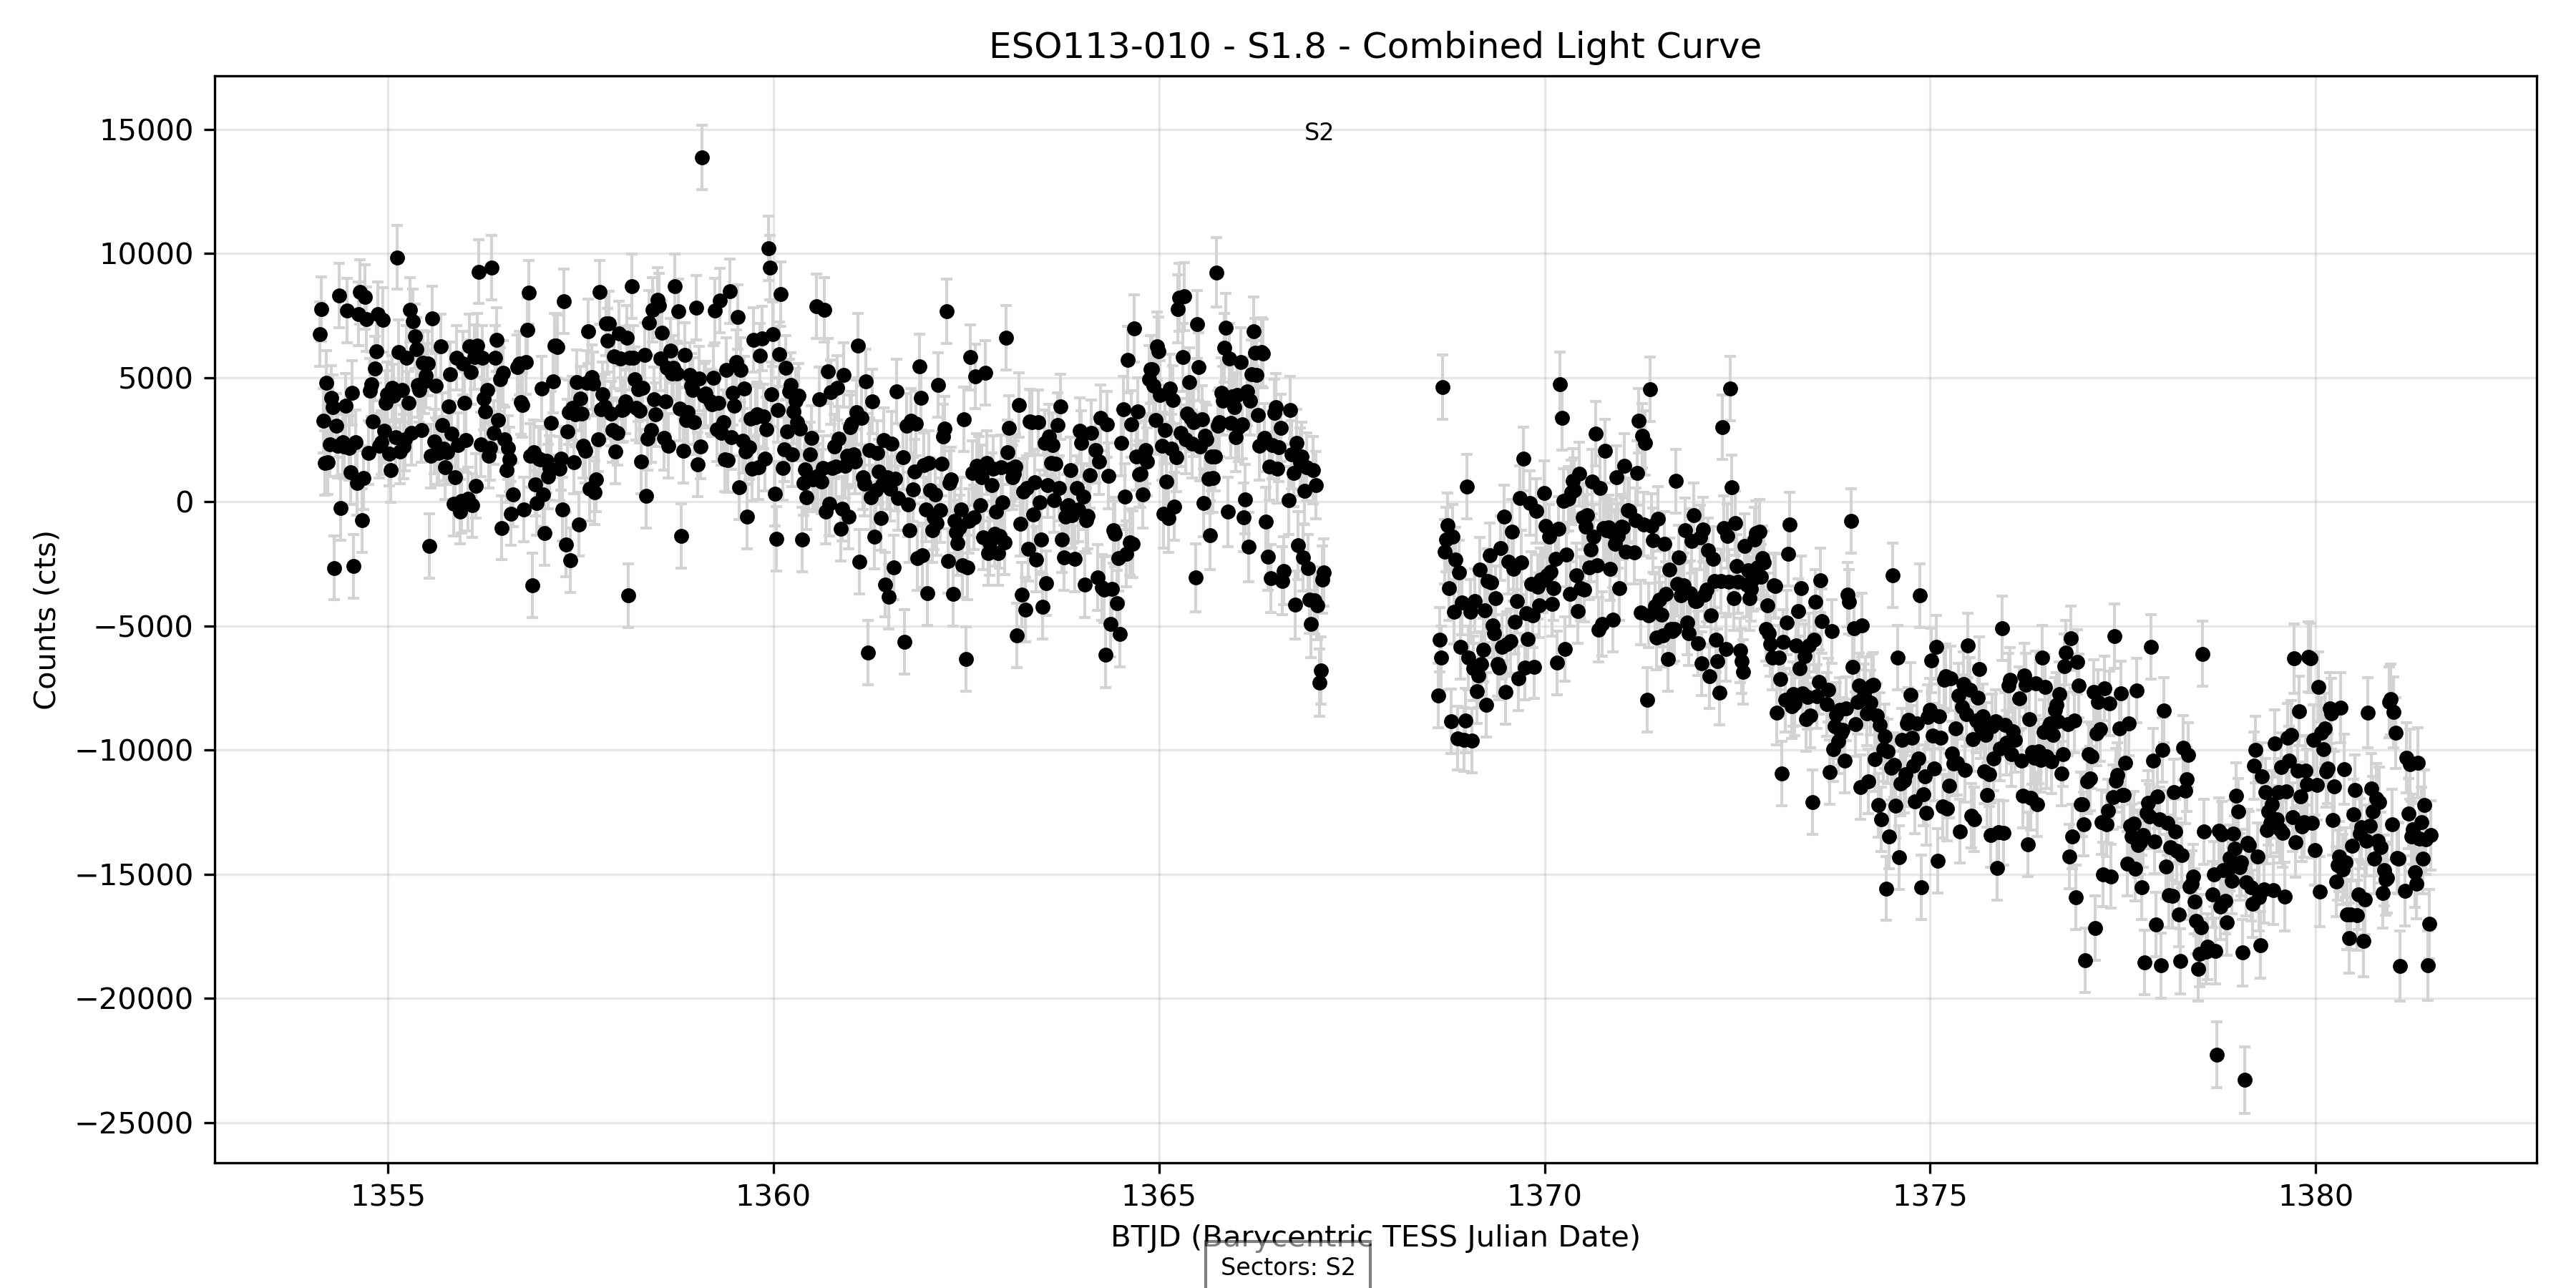 ESO113-010 - S1.8 - Combined Light Curve
S2
15000
10000
5000
0
−5000
−10000
−15000
−20000
−25000
Counts (cts)
1355 1360 1365 1370 1375 1380
BTJD (Barycentric TESS Julian Date)
Sectors: S2